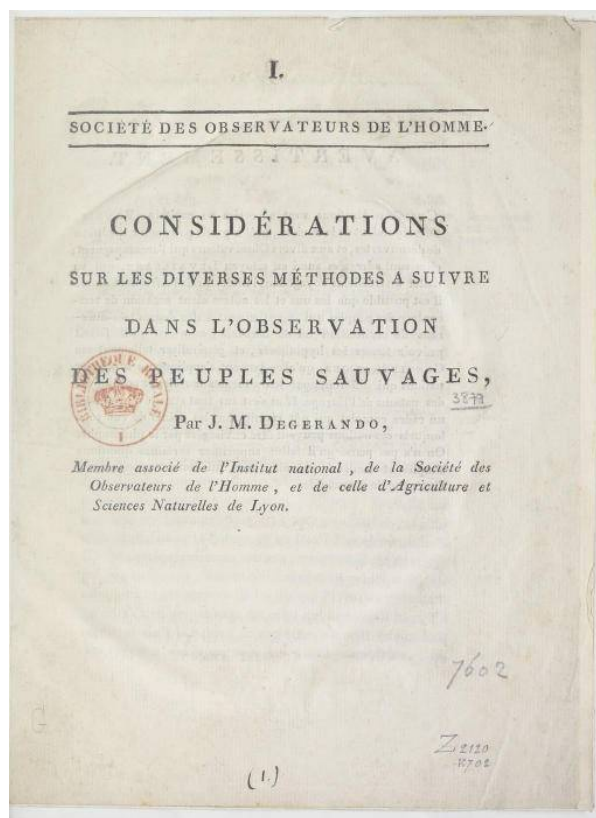 I.
SOCIÉTÉ DES OBSERVATEURS DE L'HOMME.
CONSIDÉRATIONS
SUR LES DIVERSES MÉTHODES A SUIVRE
DANS L'OBSERVATION
DES PEUPLES SAUVAGES,
BIBLIOTHEQUE ROYALE
I
3879
Par J. M. DEGERANDO,
Membre associé de l'Institut national, de la Société des
Observateurs de l'Homme, et de celle d'Agriculture et
Sciences Naturelles de Lyon.
7602
G
Z 2120
(1.)